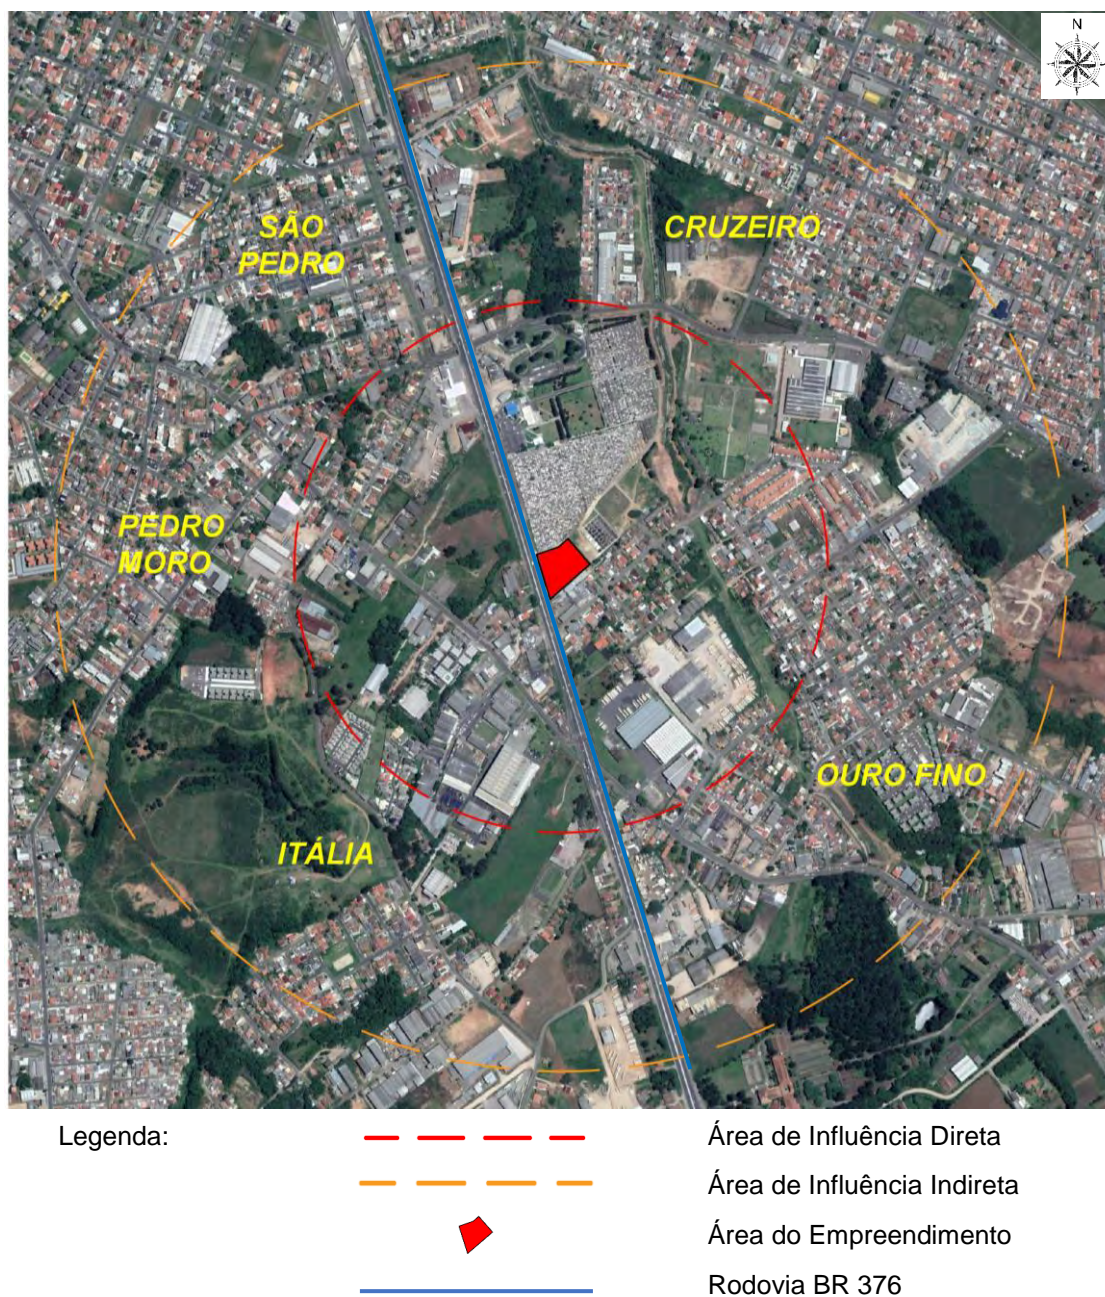 N
SÃO
PEDRO
CRUZEIRO
PEDRO
MORO
OURO FINO
ITÁLIA
Legenda:
Área de Influência Direta
Área de Influência Indireta
Área do Empreendimento
Rodovia BR 376